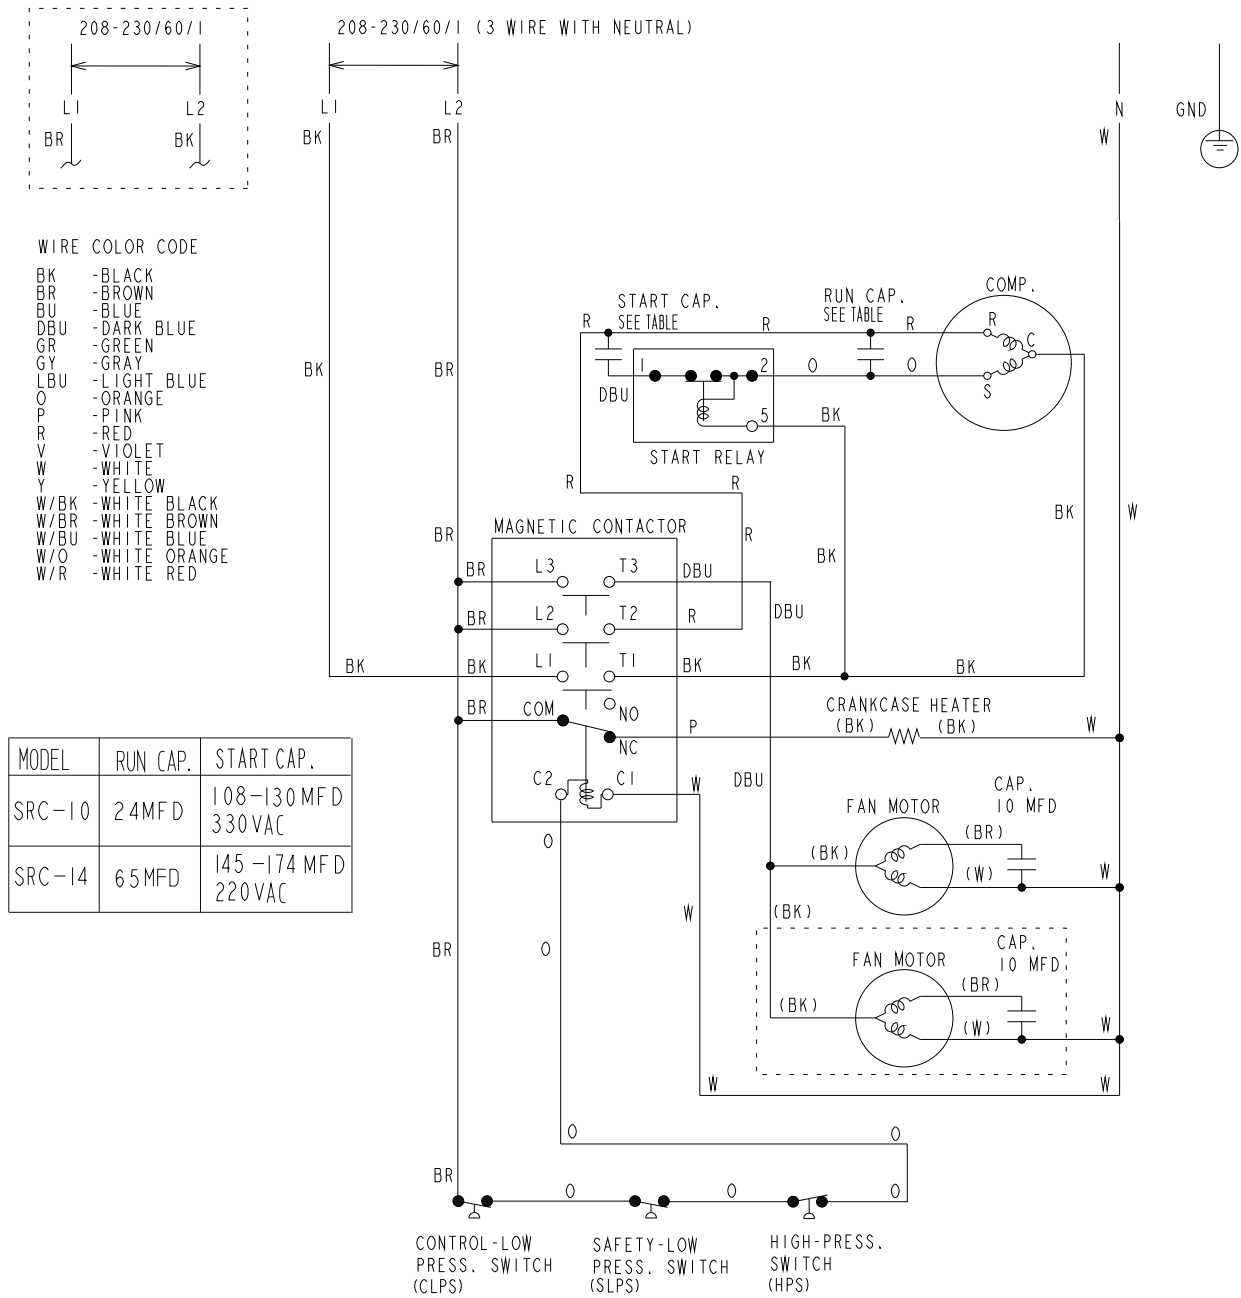 208-230/60/1
L1
L2
BR
BK
208-230/60/1 (3 WIRE WITH NEUTRAL)
L1
L2
N
GND
BK
BR
W
WIRE COLOR CODE
BK -BLACK
BR -BROWN
BU -BLUE
DBU -DARK BLUE
GR -GREEN
GY -GRAY
LBU -LIGHT BLUE
O -ORANGE
P -PINK
R -RED
V -VIOLET
W -WHITE
Y -YELLOW
W/BK -WHITE BLACK
W/BR -WHITE BROWN
W/BU -WHITE BLUE
W/O -WHITE ORANGE
W/R -WHITE RED
BK
BR
START CAP.
SEE TABLE
RUN CAP.
SEE TABLE
COMP.
R
R
R
R
C
S
DBU
1
2
O
O
5
BK
START RELAY
R
R
BK
W
BR
MAGNETIC CONTACTOR
R
BK
BR
L3
T3
DBU
DBU
BR
L2
T2
R
BK
BK
L1
T1
BK
BK
BK
BR
COM
NO
NC
P
CRANKCASE HEATER
(BK)
(BK)
W
C2
C1
W
DBU
MODEL RUN CAP. START CAP.
SRC-10 24MFD 108-130MFD
330VAC
SRC-14 65MFD 145-174MFD
220VAC
O
FAN MOTOR
CAP.
10 MFD
(BK)
(BR)
(W)
W
W
(BK)
BR
O
FAN MOTOR
CAP.
10 MFD
(BK)
(BR)
(W)
W
W
W
O
O
BR
O
O
O
CONTROL-LOW
PRESS. SWITCH
(CLPS)
SAFETY-LOW
PRESS. SWITCH
(SLPS)
HIGH-PRESS.
SWITCH
(HPS)